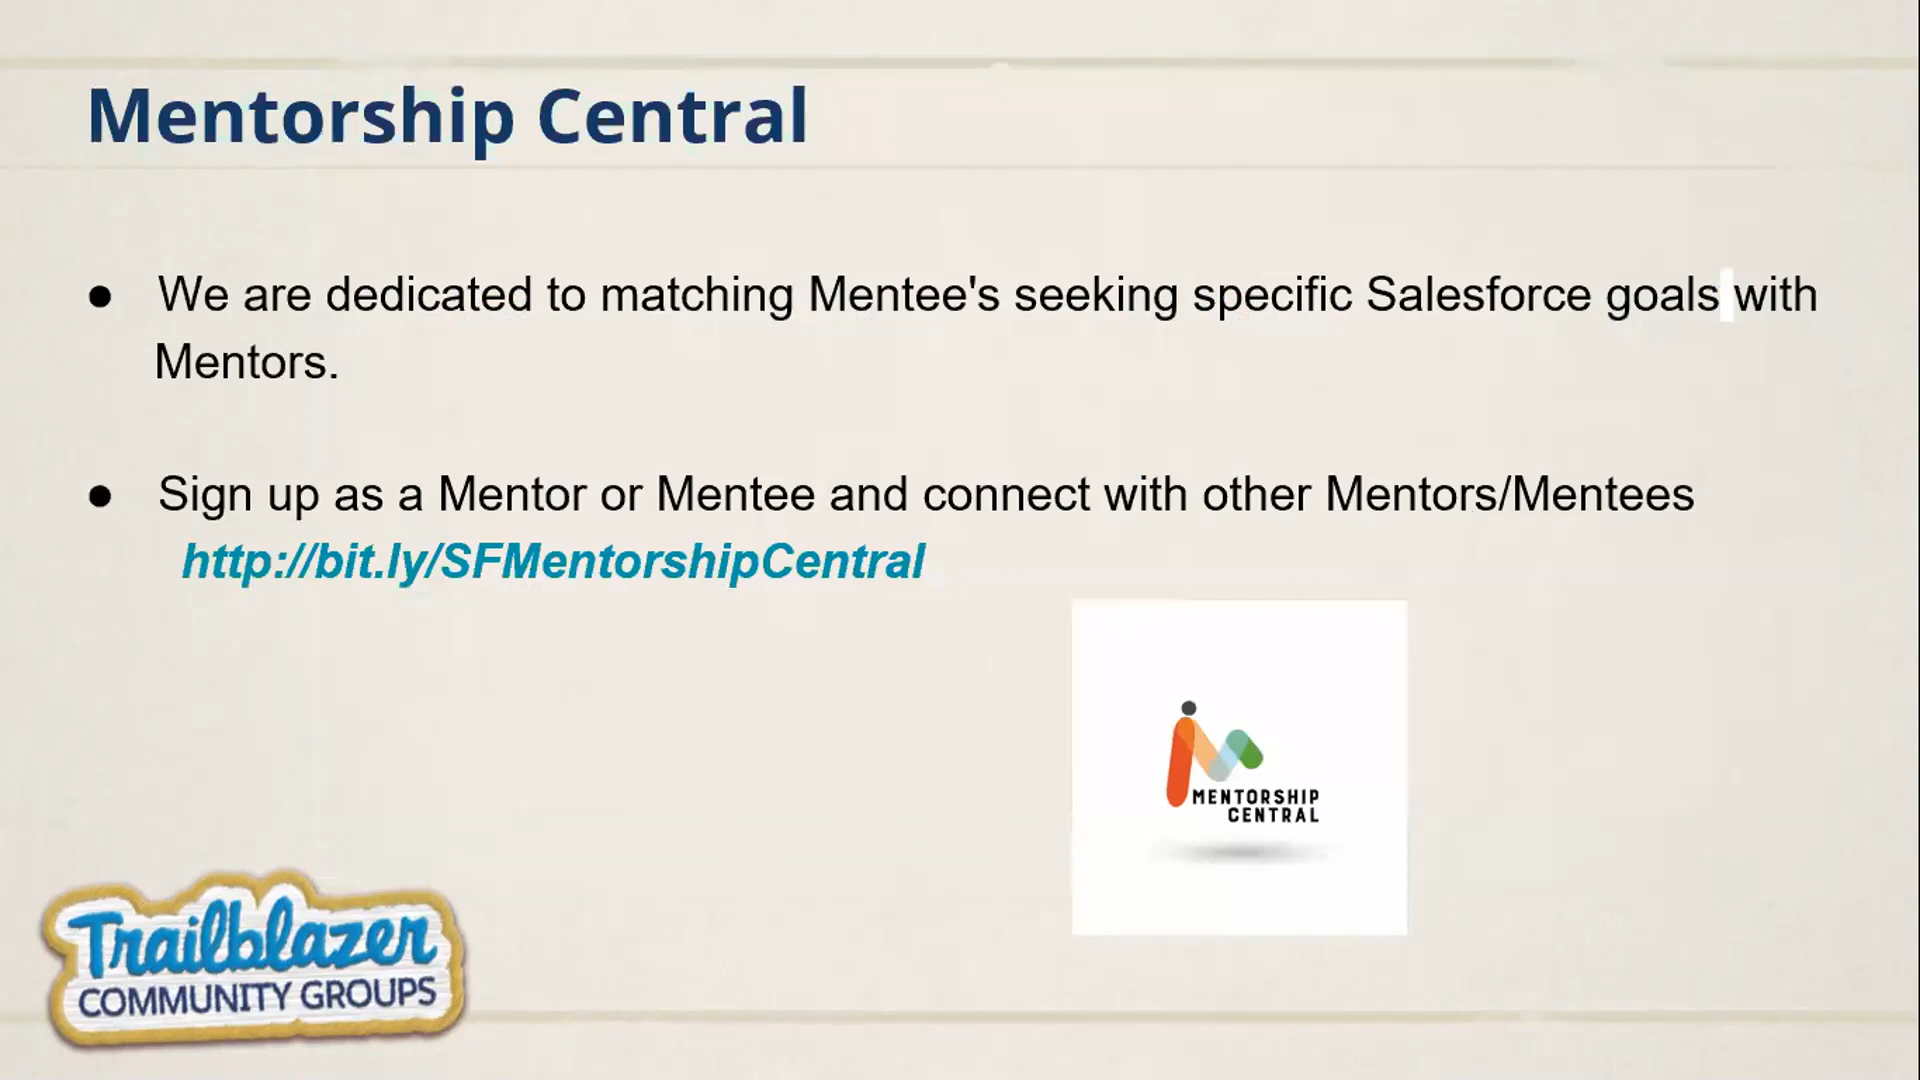 Mentorship Central
● We are dedicated to matching Mentee's seeking specific Salesforce goals with
Mentors.
● Sign up as a Mentor or Mentee and connect with other Mentors/Mentees
http://bit.ly/SFMentorshipCentral
MENTORSHIP
CENTRAL
Trailblazer
COMMUNITY GROUPS